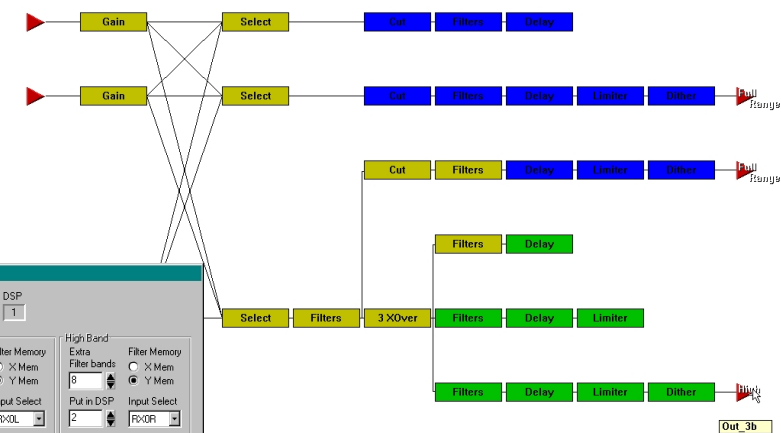 Gain Select Cut Filters Delay
Gain Select Cut Filters Delay Limiter Dither Full
Range
Cut Filters Delay Limiter Dither Full
Range
Filters Delay
DSP
1
Select Filters 3 XOver Filters Delay Limiter
High Band
lter Memory Extra Filter Memory
Filter bands
X Mem X Mem
Y Mem 8 Y Mem
Filters Delay Limiter Dither High
put Select Put in DSP Input Select
RX0L 2 RX0R
Out_3b